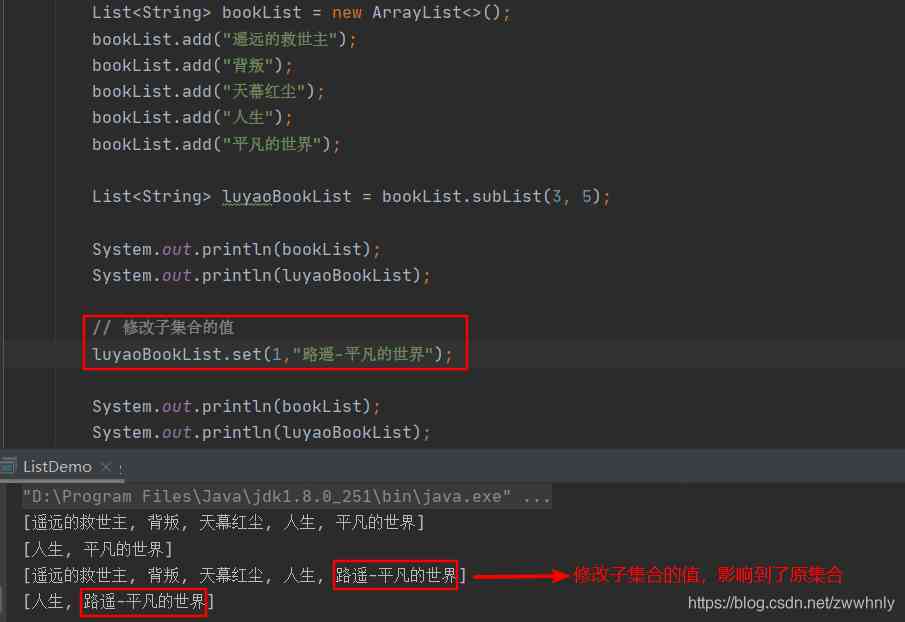 List<String> bookList = new ArrayList<>();
bookList.add("遥远的救世主");
bookList.add("背叛");
bookList.add("天幕红尘");
bookList.add("人生");
bookList.add("平凡的世界");
List<String> luyaoBookList = bookList.subList(3, 5);
System.out.println(bookList);
System.out.println(luyaoBookList);
// 修改子集合的值
luyaoBookList.set(1,"路遥-平凡的世界");
System.out.println(bookList);
System.out.println(luyaoBookList);
ListDemo ×
"D:\Program Files\Java\jdk1.8.0_251\bin\java.exe" ...
[遥远的救世主, 背叛, 天幕红尘, 人生, 平凡的世界]
[人生, 平凡的世界]
[遥远的救世主, 背叛, 天幕红尘, 人生, 路遥-平凡的世界] 修改子集合的值，影响到了原集合
[人生, 路遥-平凡的世界]
https://blog.csdn.net/zwwhnly